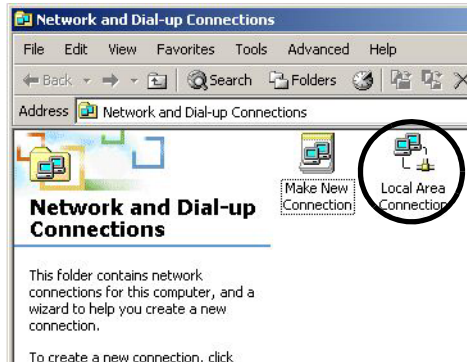 Network and Dial-up Connections
File Edit View Favorites Tools Advanced Help
Back Search Folders
Address Network and Dial-up Connections
Network and Dial-up
Connections
This folder contains network
connections for this computer, and a
wizard to help you create a new
connection.
To create a new connection, click
Make New
Connection
Local Area
Connection